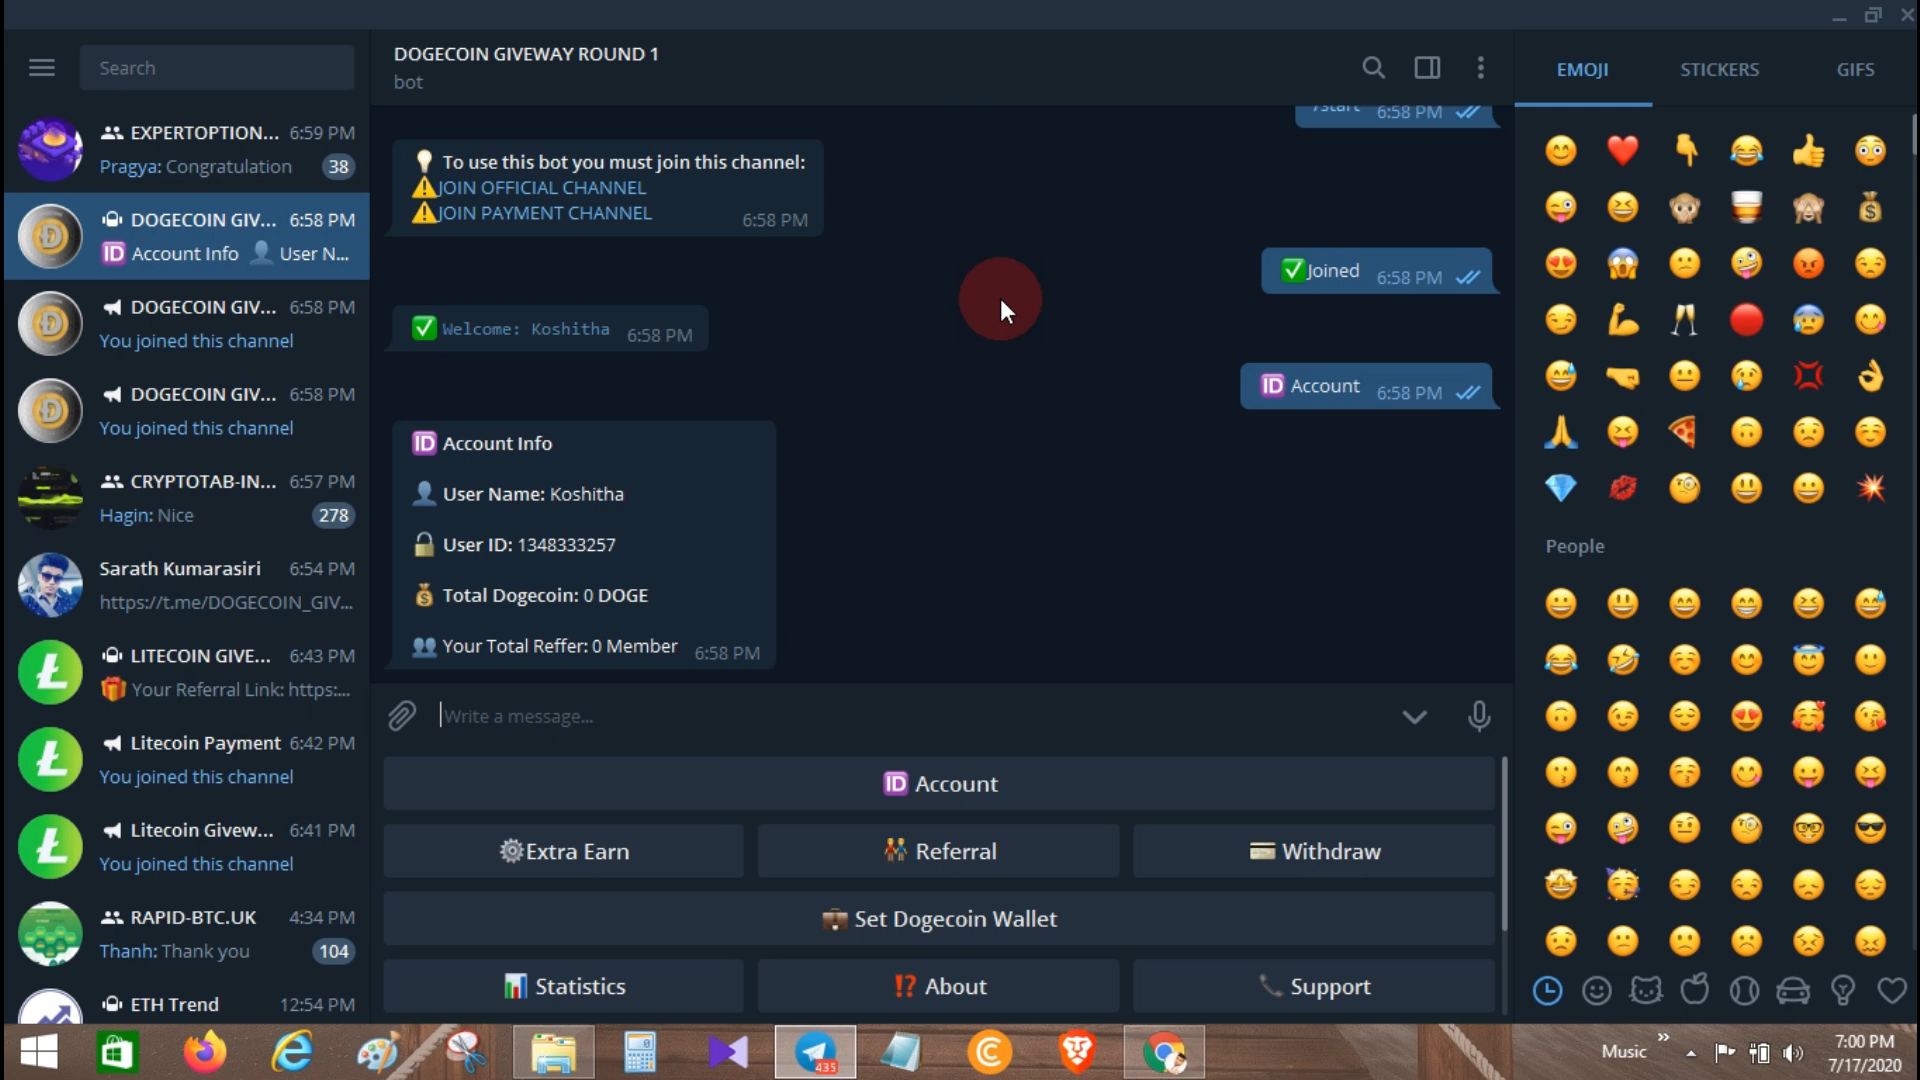 Search
EXPERTOPTION... 6:59 PM
Pragya: Congratulation 38
DOGECOIN GIV... 6:58 PM
🆔 Account Info 👤 User N...
DOGECOIN GIV... 6:58 PM
You joined this channel
DOGECOIN GIV... 6:58 PM
You joined this channel
CRYPTOTAB-IN... 6:57 PM
Hagin: Nice 278
Sarath Kumarasiri 6:54 PM
https://t.me/DOGECOIN_GIV...
LITECOIN GIVE... 6:43 PM
🎁 Your Referral Link: https:...
Litecoin Payment 6:42 PM
You joined this channel
Litecoin Givew... 6:41 PM
You joined this channel
RAPID-BTC.UK 4:34 PM
Thanh: Thank you 104
ETH Trend 12:54 PM
DOGECOIN GIVEWAY ROUND 1
bot
/start 6:58 PM
💡 To use this bot you must join this channel:
⚠️JOIN OFFICIAL CHANNEL
⚠️JOIN PAYMENT CHANNEL 6:58 PM
✅Joined 6:58 PM
✅ Welcome: Koshitha 6:58 PM
🆔 Account 6:58 PM
🆔 Account Info
👤 User Name: Koshitha
🔒 User ID: 1348333257
💰 Total Dogecoin: 0 DOGE
👥 Your Total Reffer: 0 Member 6:58 PM
Write a message...
🆔 Account
⚙️Extra Earn
👫 Referral
💳 Withdraw
💼 Set Dogecoin Wallet
📊 Statistics
⁉️ About
📞 Support
EMOJI STICKERS GIFS
People
435
Music
7:00 PM
7/17/2020